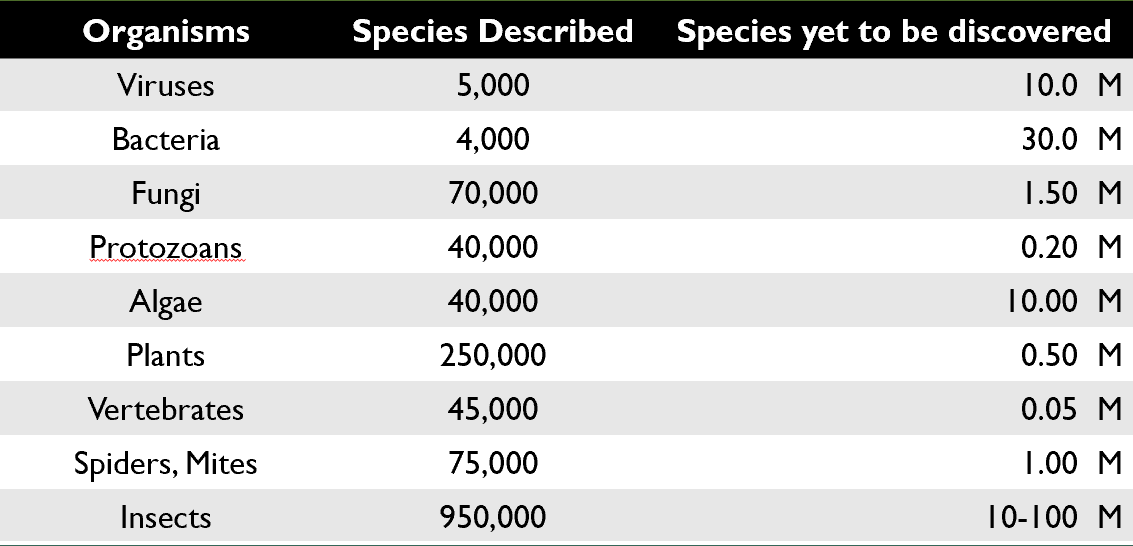 Organisms Species Described Species yet to be discovered
Viruses 5,000 10.0 M
Bacteria 4,000 30.0 M
Fungi 70,000 1.50 M
Protozoans 40,000 0.20 M
Algae 40,000 10.00 M
Plants 250,000 0.50 M
Vertebrates 45,000 0.05 M
Spiders, Mites 75,000 1.00 M
Insects 950,000 10-100 M